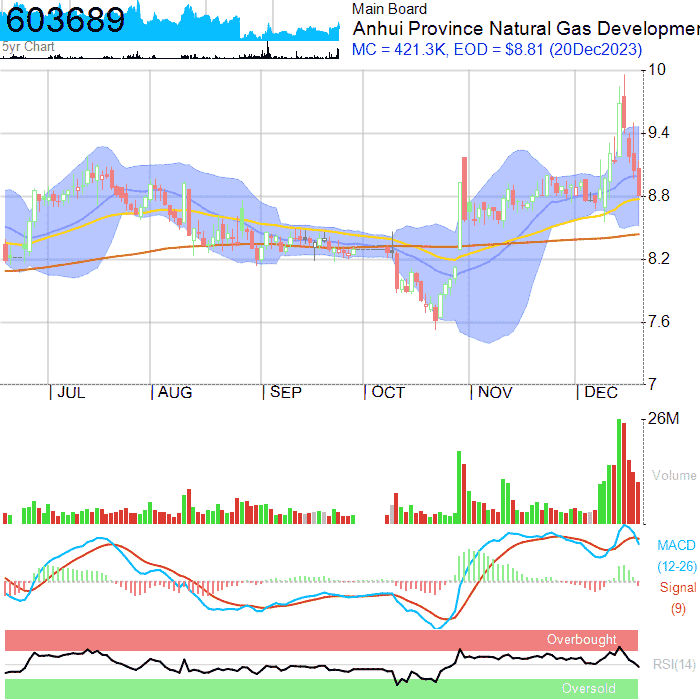 603689
5yr Chart
Main Board
Anhui Province Natural Gas Developmen
MC = 421.3K, EOD = $8.81 (20Dec2023)
10
9.4
8.8
8.2
7.6
7
JUL AUG SEP OCT NOV DEC
26M
Volume
MACD
(12-26)
Signal
(9)
Overbought
RSI(14)
Oversold